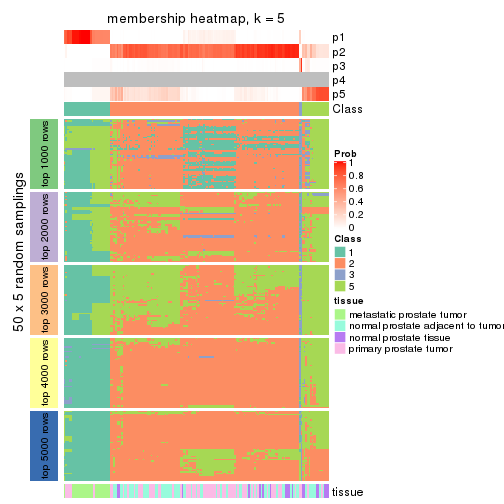 membership heatmap, k = 5
p1
p2
p3
p4
p5
Class
50 x 5 random samplings
top 1000 rows
top 2000 rows
top 3000 rows
top 4000 rows
top 5000 rows
Prob
1
0.8
0.6
0.4
0.2
0
Class
1
2
3
5
tissue
metastatic prostate tumor
normal prostate adjacent to tumor
normal prostate tissue
primary prostate tumor
tissue